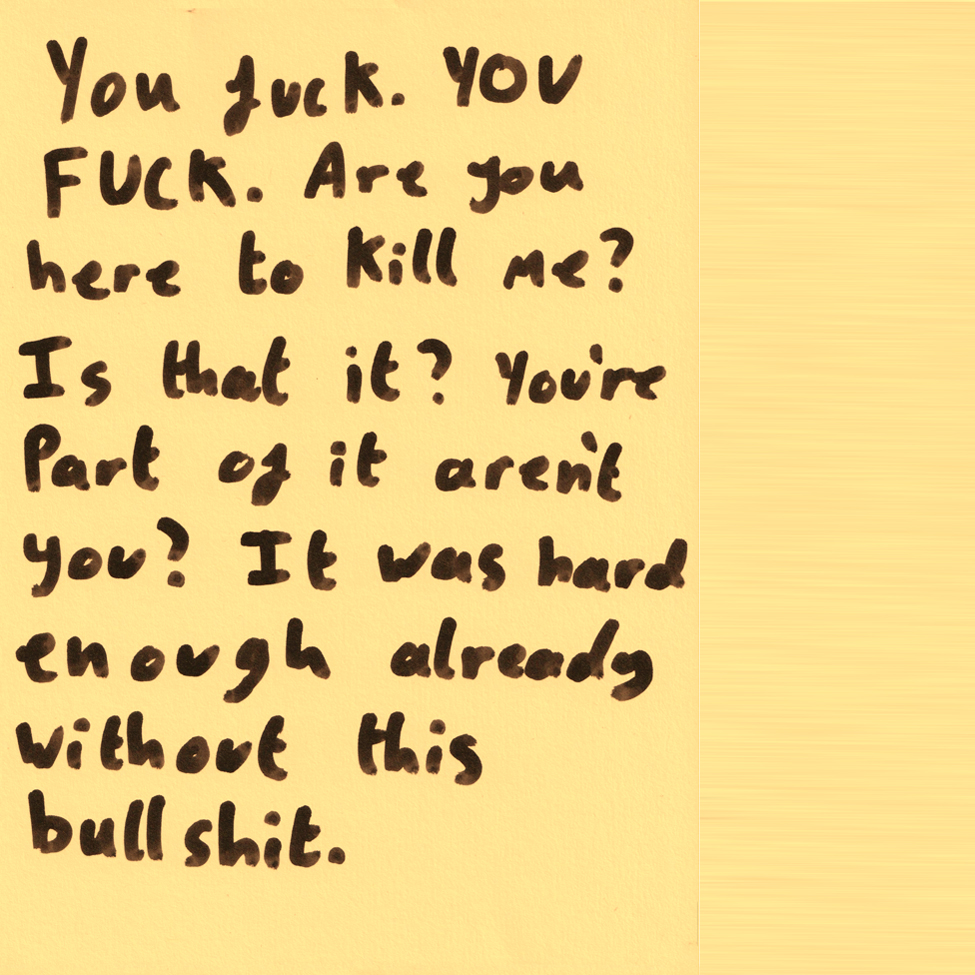 You fuck. YOU
FUCK. Are you
here to kill me?
Is that it? You're
Part of it aren't
you? It was hard
enough already
without this
bullshit.